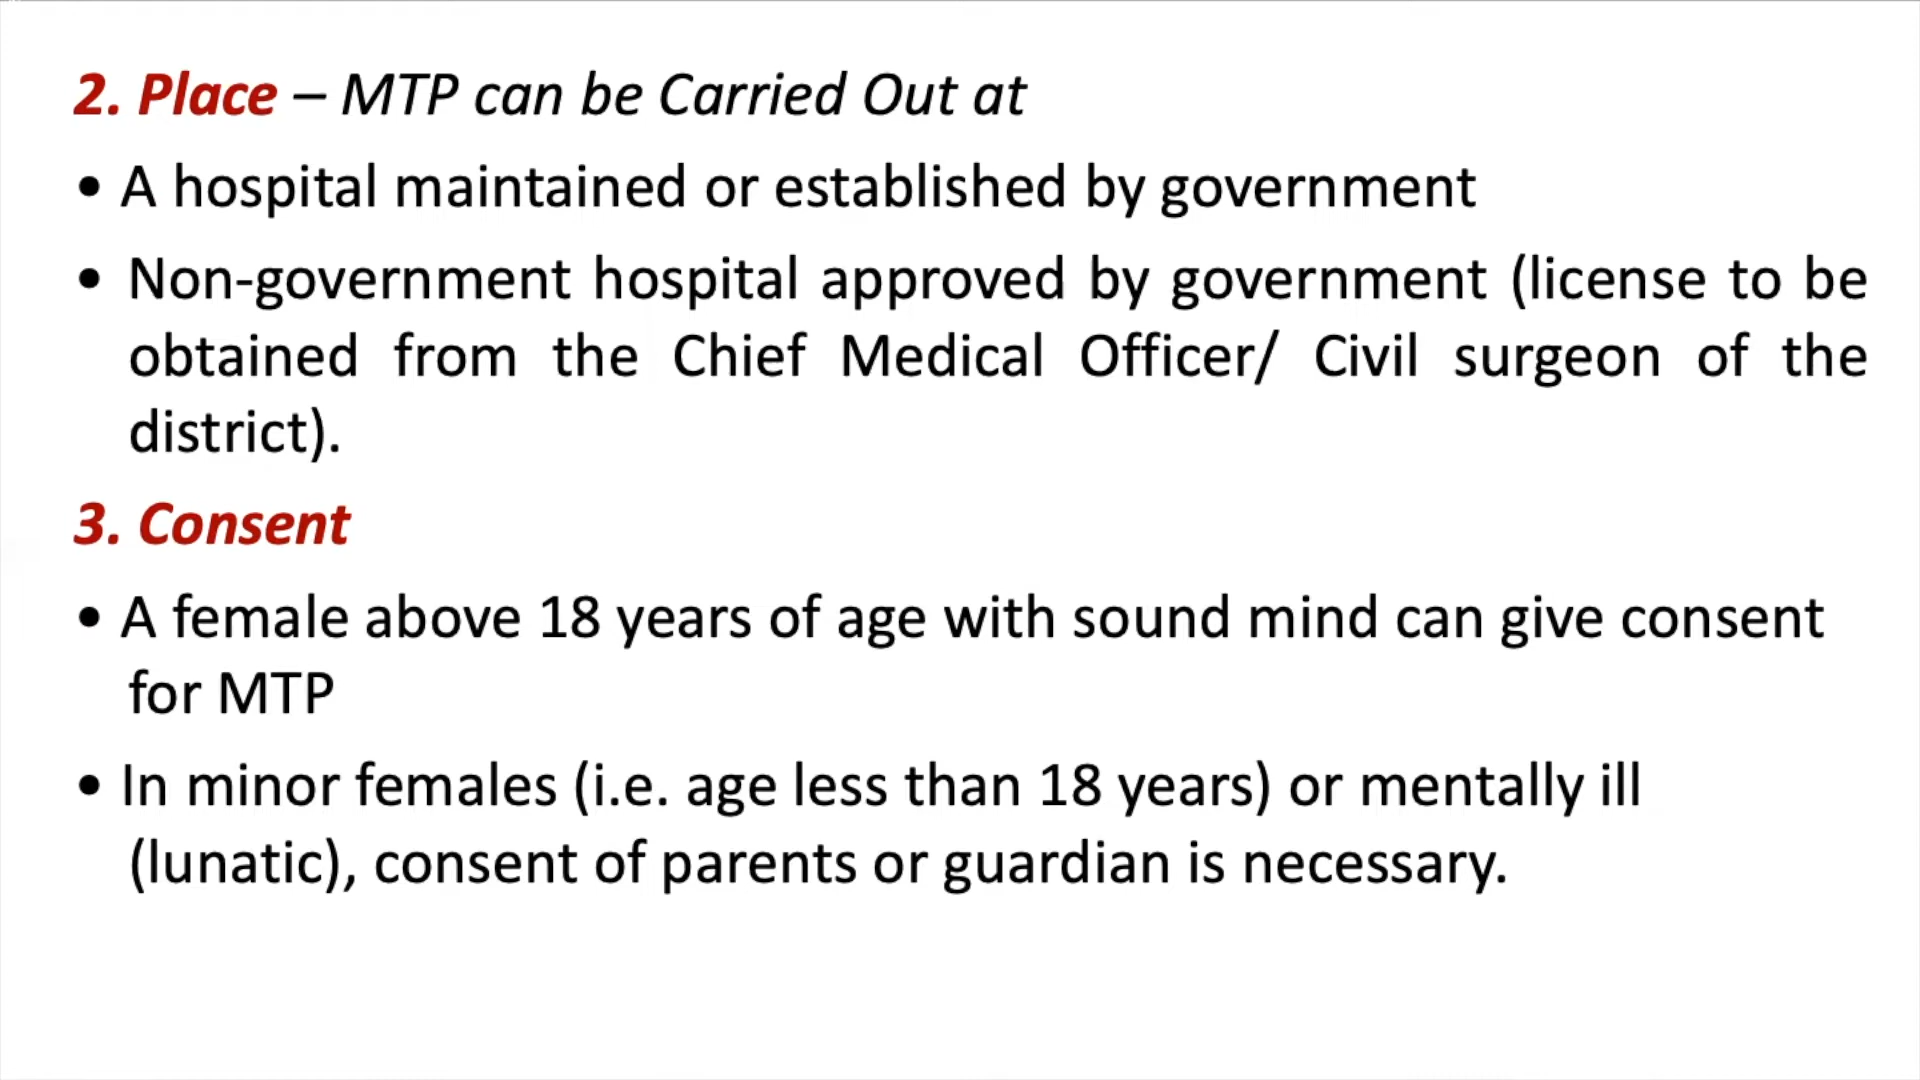 2. Place – MTP can be Carried Out at
• A hospital maintained or established by government
• Non-government hospital approved by government (license to be
obtained from the Chief Medical Officer/ Civil surgeon of the
district).
3. Consent
• A female above 18 years of age with sound mind can give consent
for MTP
• In minor females (i.e. age less than 18 years) or mentally ill
(lunatic), consent of parents or guardian is necessary.